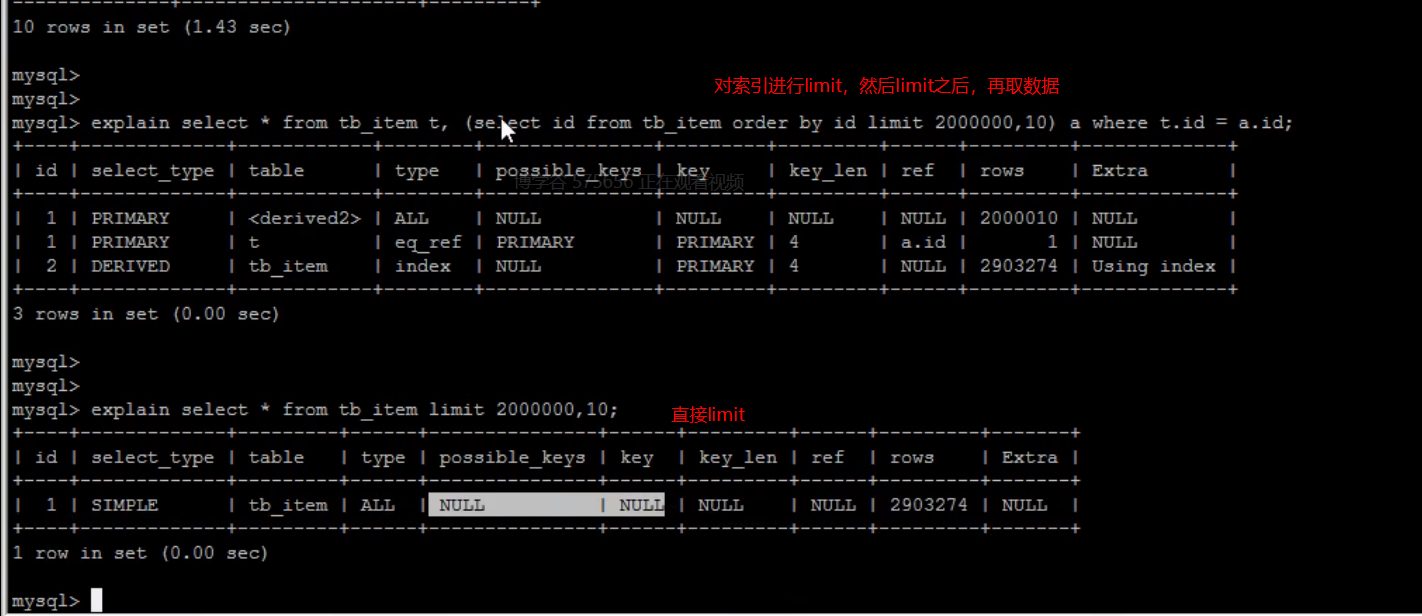 10 rows in set (1.43 sec)
mysql>
mysql>
对索引进行limit，然后limit之后，再取数据
mysql> explain select * from tb_item t, (select id from tb_item order by id limit 2000000,10) a where t.id = a.id;
| id | select_type | table | type | possible_keys | key | key_len | ref | rows | Extra |
博学谷 575656 正在观看视频
| 1 | PRIMARY | <derived2> | ALL | NULL | NULL | NULL | NULL | 2000010 | NULL |
| 1 | PRIMARY | t | eq_ref | PRIMARY | PRIMARY | 4 | a.id | 1 | NULL |
| 2 | DERIVED | tb_item | index | NULL | PRIMARY | 4 | NULL | 2903274 | Using index |
3 rows in set (0.00 sec)
mysql>
mysql>
mysql> explain select * from tb_item limit 2000000,10;
直接limit
| id | select_type | table | type | possible_keys | key | key_len | ref | rows | Extra |
| 1 | SIMPLE | tb_item | ALL | NULL | NULL | NULL | NULL | 2903274 | NULL |
1 row in set (0.00 sec)
mysql>